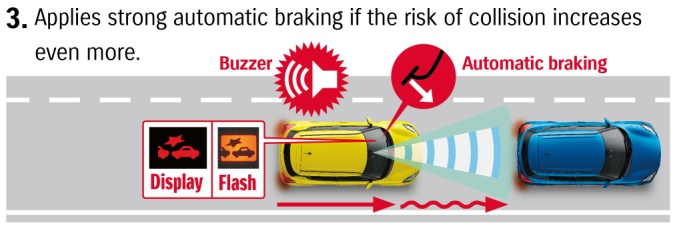 3. Applies strong automatic braking if the risk of collision increases
even more.
Buzzer
Automatic braking
Display
Flash